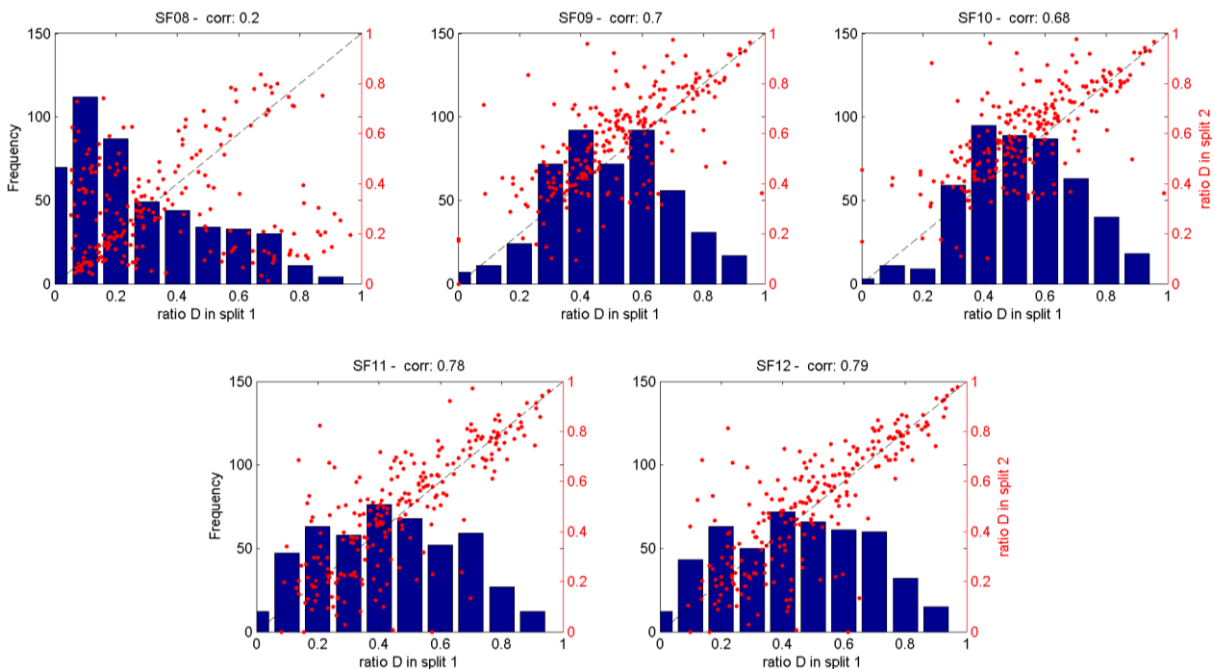 SF08 - corr: 0.2
150
100
50
0
Frequency
0 0.2 0.4 0.6 0.8 1
ratio D in split 1
1
0.8
0.6
0.4
0.2
0
SF09 - corr: 0.7
150
100
50
0
0 0.2 0.4 0.6 0.8 1
ratio D in split 1
1
0.8
0.6
0.4
0.2
0
SF10 - corr: 0.68
150
100
50
0
0 0.2 0.4 0.6 0.8 1
ratio D in split 1
1
0.8
0.6
0.4
0.2
0
ratio D in split 2
SF11 - corr: 0.78
150
100
50
0
Frequency
0 0.2 0.4 0.6 0.8 1
ratio D in split 1
1
0.8
0.6
0.4
0.2
0
SF12 - corr: 0.79
150
100
50
0
0 0.2 0.4 0.6 0.8 1
ratio D in split 1
1
0.8
0.6
0.4
0.2
0
ratio D in split 2